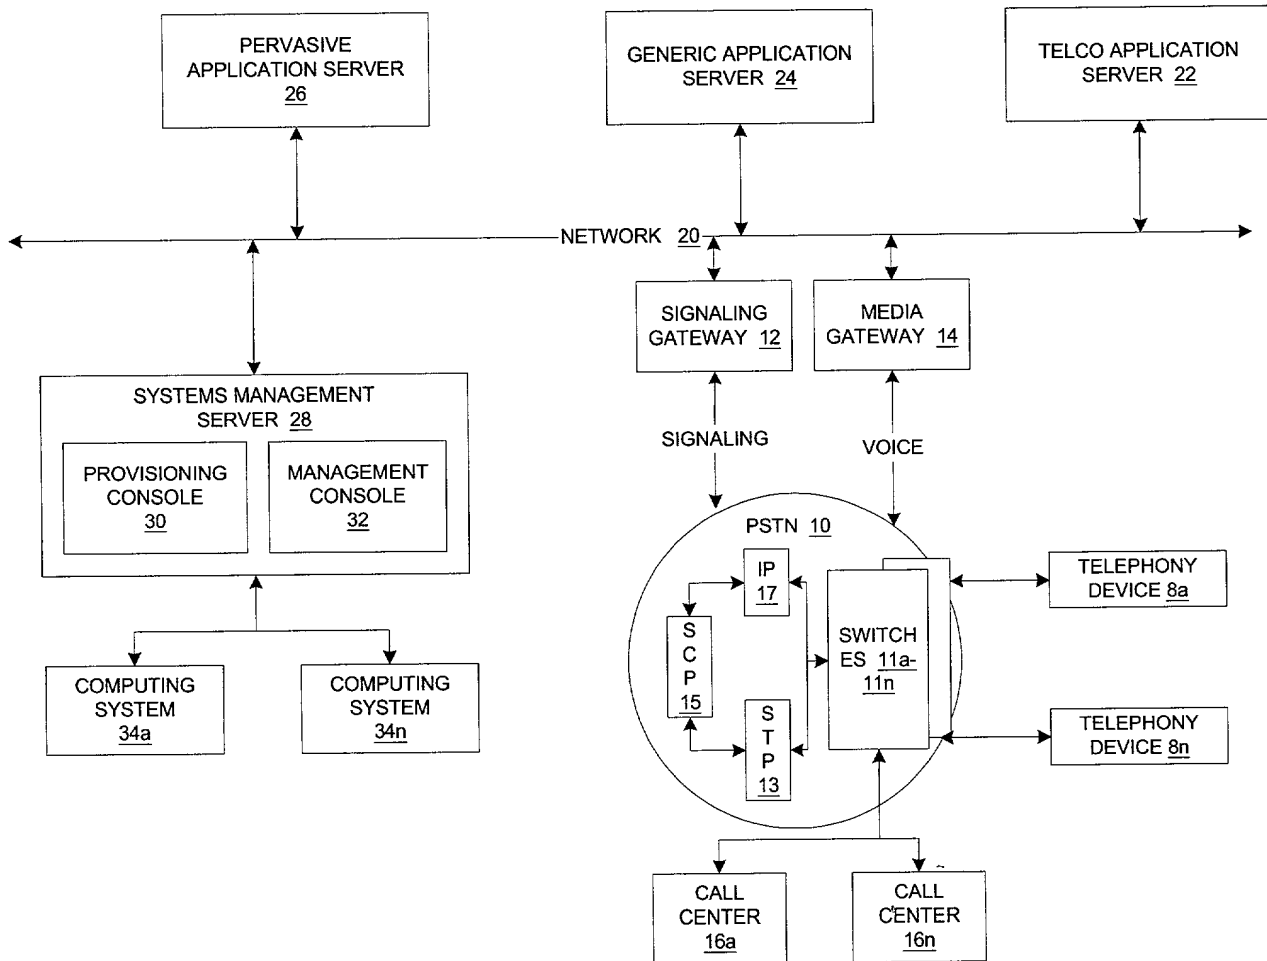 PERVASIVE
APPLICATION SERVER
26
GENERIC APPLICATION
SERVER 24
TELCO APPLICATION
SERVER 22
NETWORK 20
SIGNALING
GATEWAY 12
MEDIA
GATEWAY 14
SYSTEMS MANAGEMENT
SERVER 28
PROVISIONING
CONSOLE
30
MANAGEMENT
CONSOLE
32
SIGNALING
VOICE
PSTN 10
IP
17
S
C
P
15
S
T
P
13
SWITCH
ES 11a-
11n
TELEPHONY
DEVICE 8a
TELEPHONY
DEVICE 8n
COMPUTING
SYSTEM
34a
COMPUTING
SYSTEM
34n
CALL
CENTER
16a
CALL
CENTER
16n